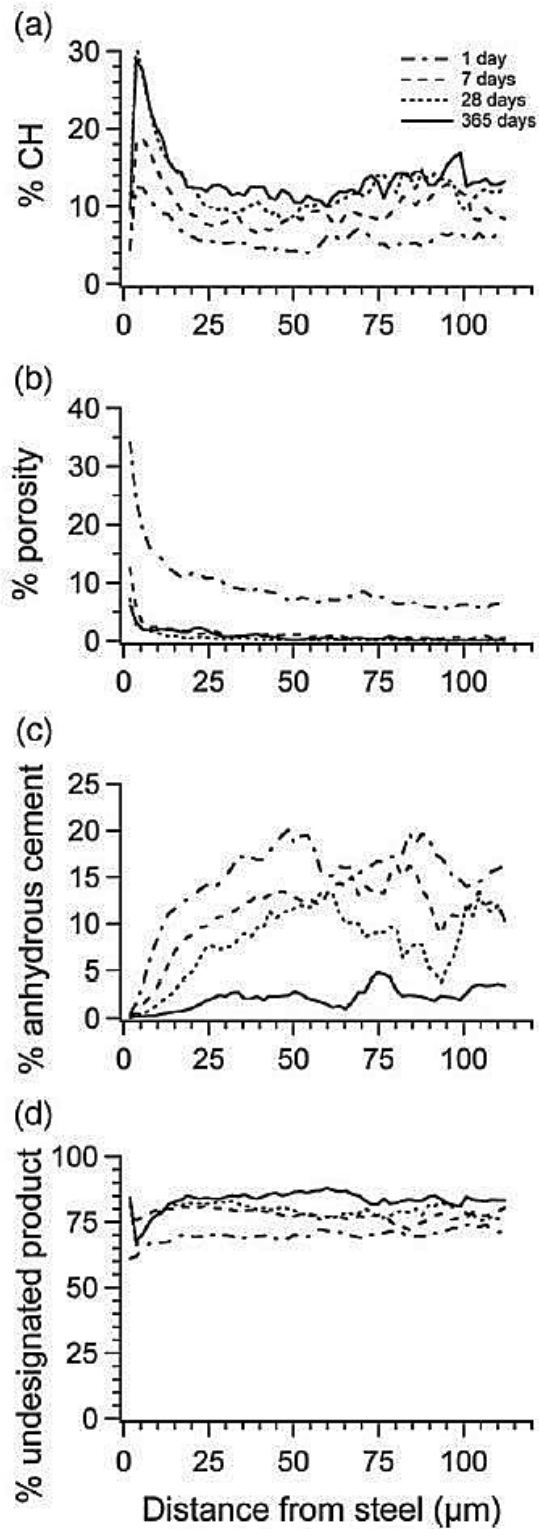 (a)
% CH
30
20
10
0
1 day
7 days
28 days
365 days
0 25 50 75 100
(b)
% porosity
40
30
20
10
0
0 25 50 75 100
(c)
% anhydrous cement
25
20
15
10
5
0
0 25 50 75 100
(d)
% undesignated product
100
75
50
25
0
0 25 50 75 100
Distance from steel (µm)